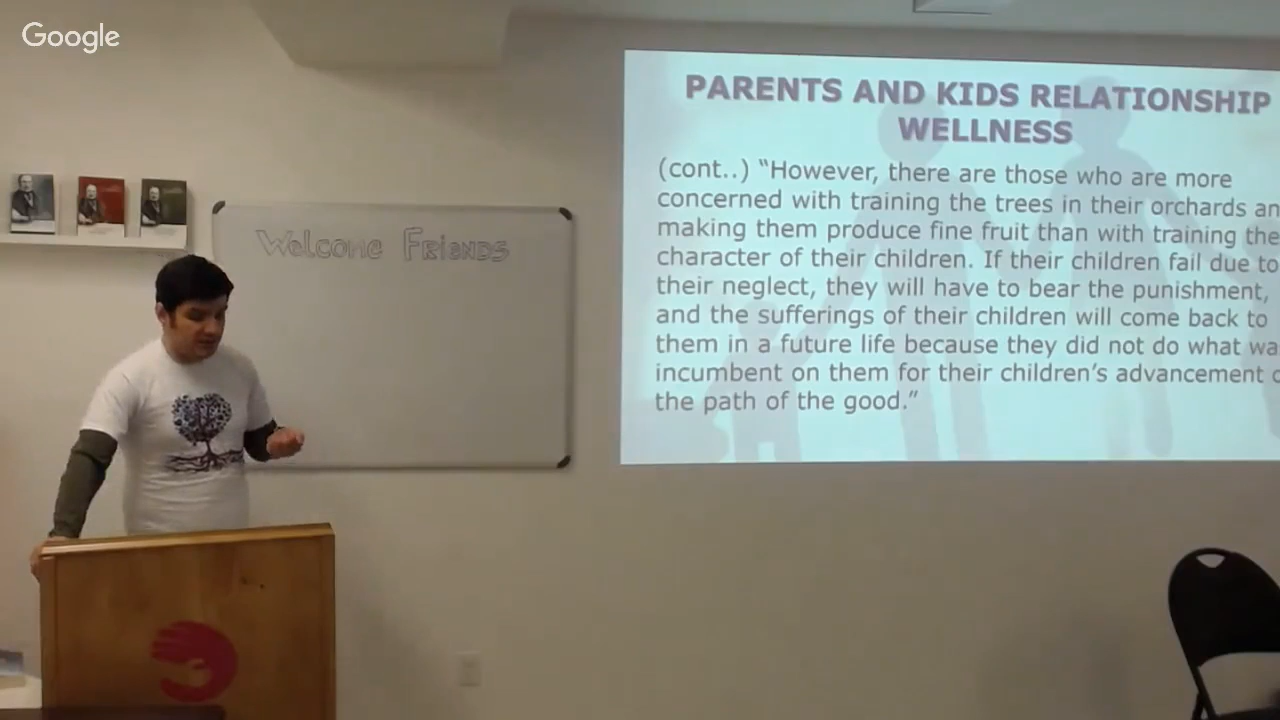 Google
Welcome Friends
PARENTS AND KIDS RELATIONSHIP
WELLNESS
(cont..) “However, there are those who are more
concerned with training the trees in their orchards an
making them produce fine fruit than with training the
character of their children. If their children fail due to
their neglect, they will have to bear the punishment,
and the sufferings of their children will come back to
them in a future life because they did not do what wa
incumbent on them for their children’s advancement o
the path of the good.”